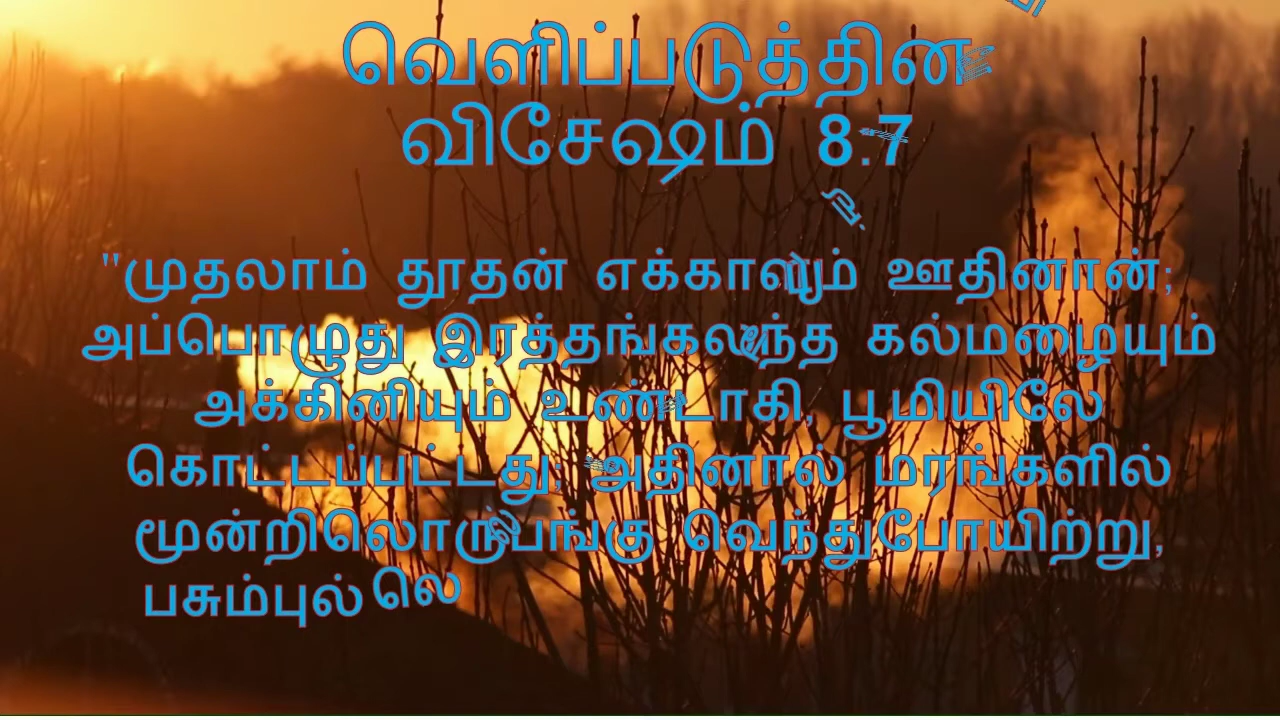 வெளிப்படுத்தின
விசேஷம் 8.7
"முதலாம் தூதன் எக்காளமும் ஊதினான்;
அப்பொழுது இரத்தங்கலந்த கல்மழையும்
அக்கினியும் உண்டாகி, பூமியிலே
கொட்டப்பட்டது; அதினால் மரங்களில்
மூன்றிலொருபங்கு வெந்துபோயிற்று,
பசும்புல்லெ